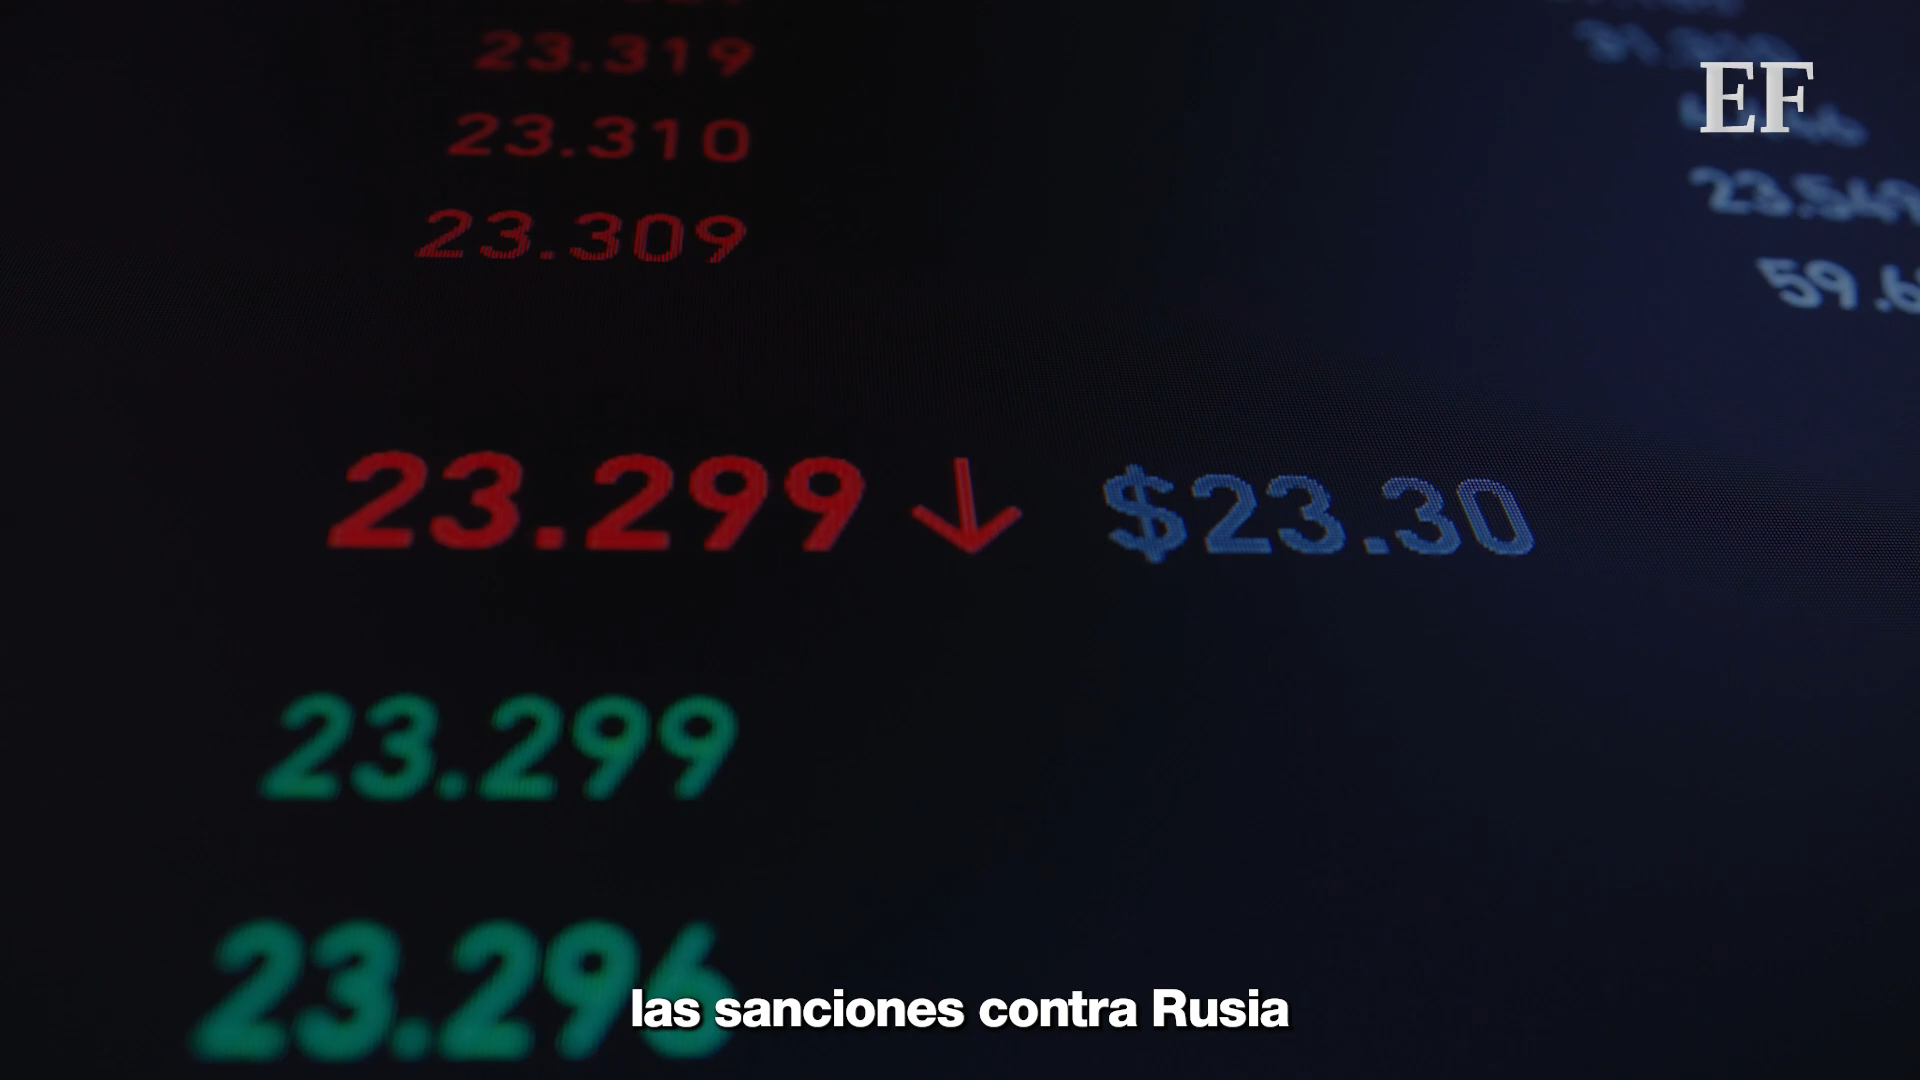 23.319
EF
23.310
23.309
23.299 ↓ $23.30
23.299
23.296
las sanciones contra Rusia